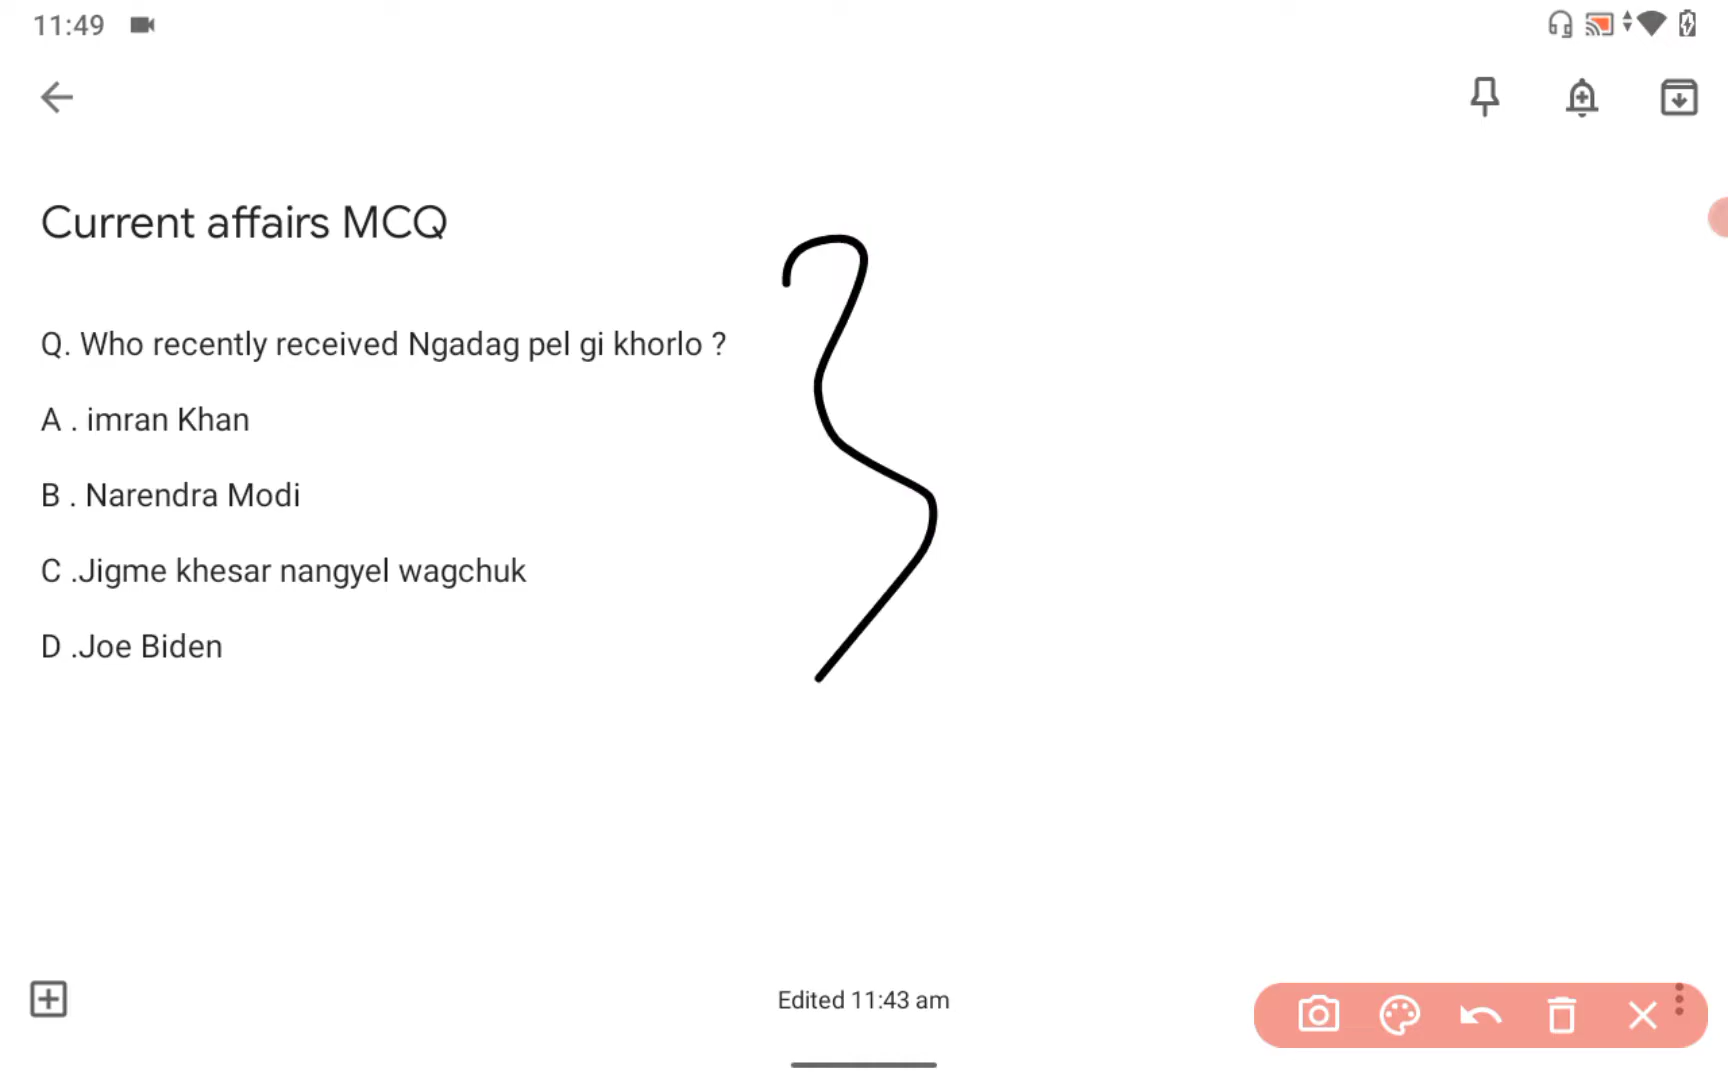 11:49
Current affairs MCQ
Q. Who recently received Ngadag pel gi khorlo ?
A . imran Khan
B . Narendra Modi
C .Jigme khesar nangyel wagchuk
D .Joe Biden
Edited 11:43 am